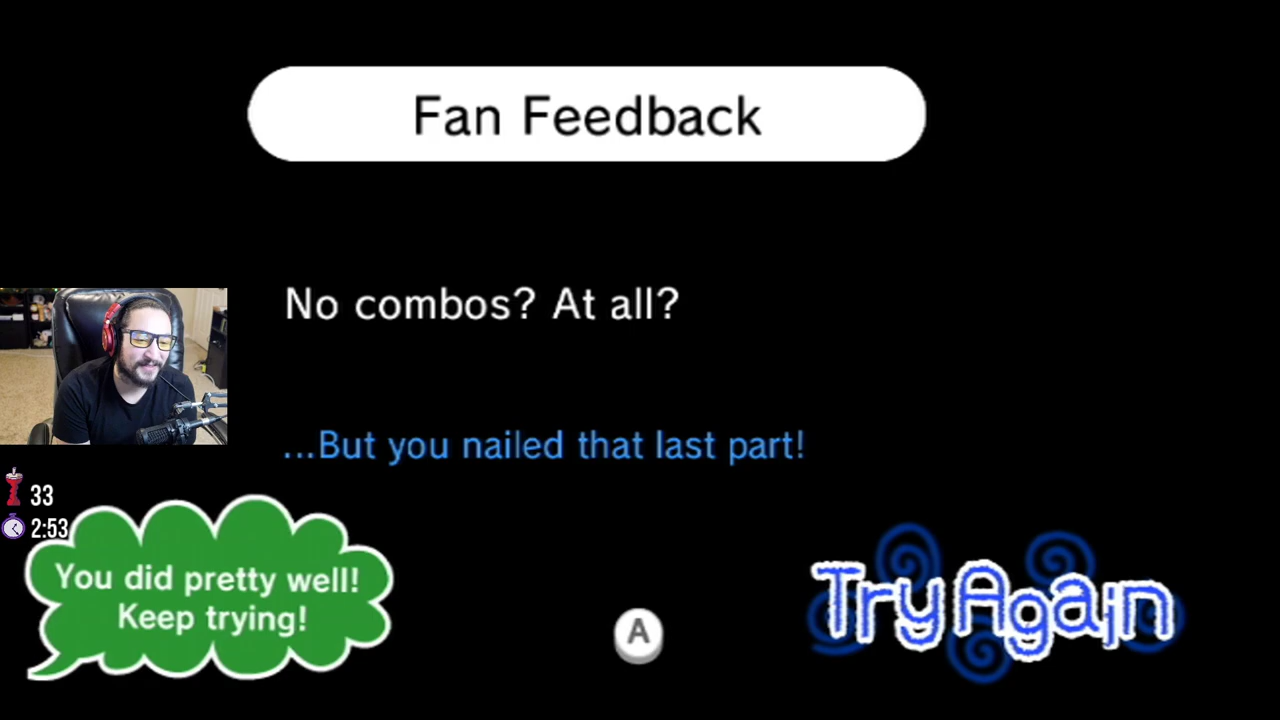 Fan Feedback
No combos? At all?
...But you nailed that last part!
33
2:53
You did pretty well!
Keep trying!
A
Try Again